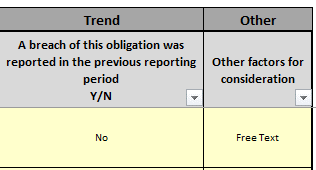 Trend
Other
A breach of this obligation was
reported in the previous reporting
period
Y/N
Other factors for
consideration
No
Free Text